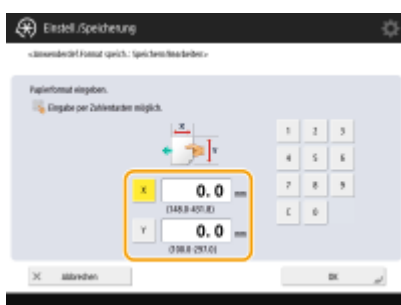 Einstell./Speicherung
<Anwenderdef.Format speich.: Speichern/Bearbeiten>
Papierformat eingeben.
Eingabe per Zahlentasten möglich.
X
Y
1 2 3
4 5 6
7 8 9
C 0
X 0.0 mm
(148.0-431.8)
Y 0.0 mm
(100.0-297.0)
Abbrechen
OK